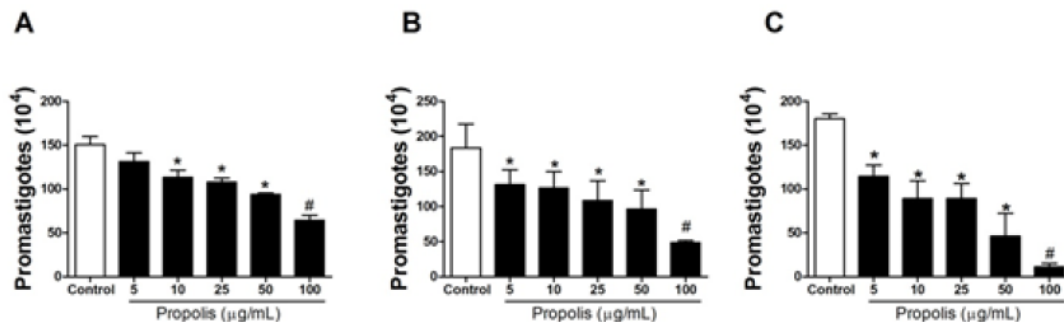 A
Promastigotes (10⁴)
200
150
100
50
0
* * * #
Control 5 10 25 50 100
Propolis (μg/mL)
B
Promastigotes (10⁴)
250
200
150
100
50
0
* * * * #
Control 5 10 25 50 100
Propolis (μg/mL)
C
Promastigotes (10⁴)
200
150
100
50
0
* * * * #
Control 5 10 25 50 100
Propolis (μg/mL)